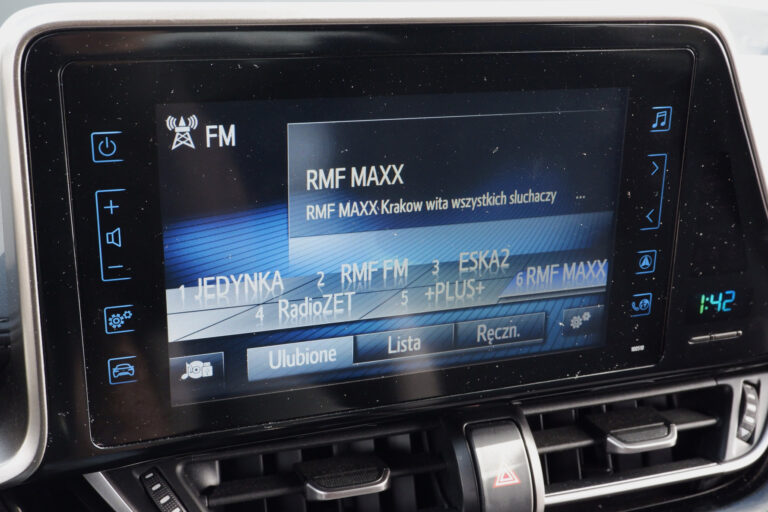 FM
RMF MAXX
RMF MAXX Krakow wita wszystkich sluchaczy ...
1 JEDYNKA 2 RMF FM 3 ESKA2
4 RadioZET 5 +PLUS+ 6 RMF MAXX
Ulubione Lista Ręczn.
1:42